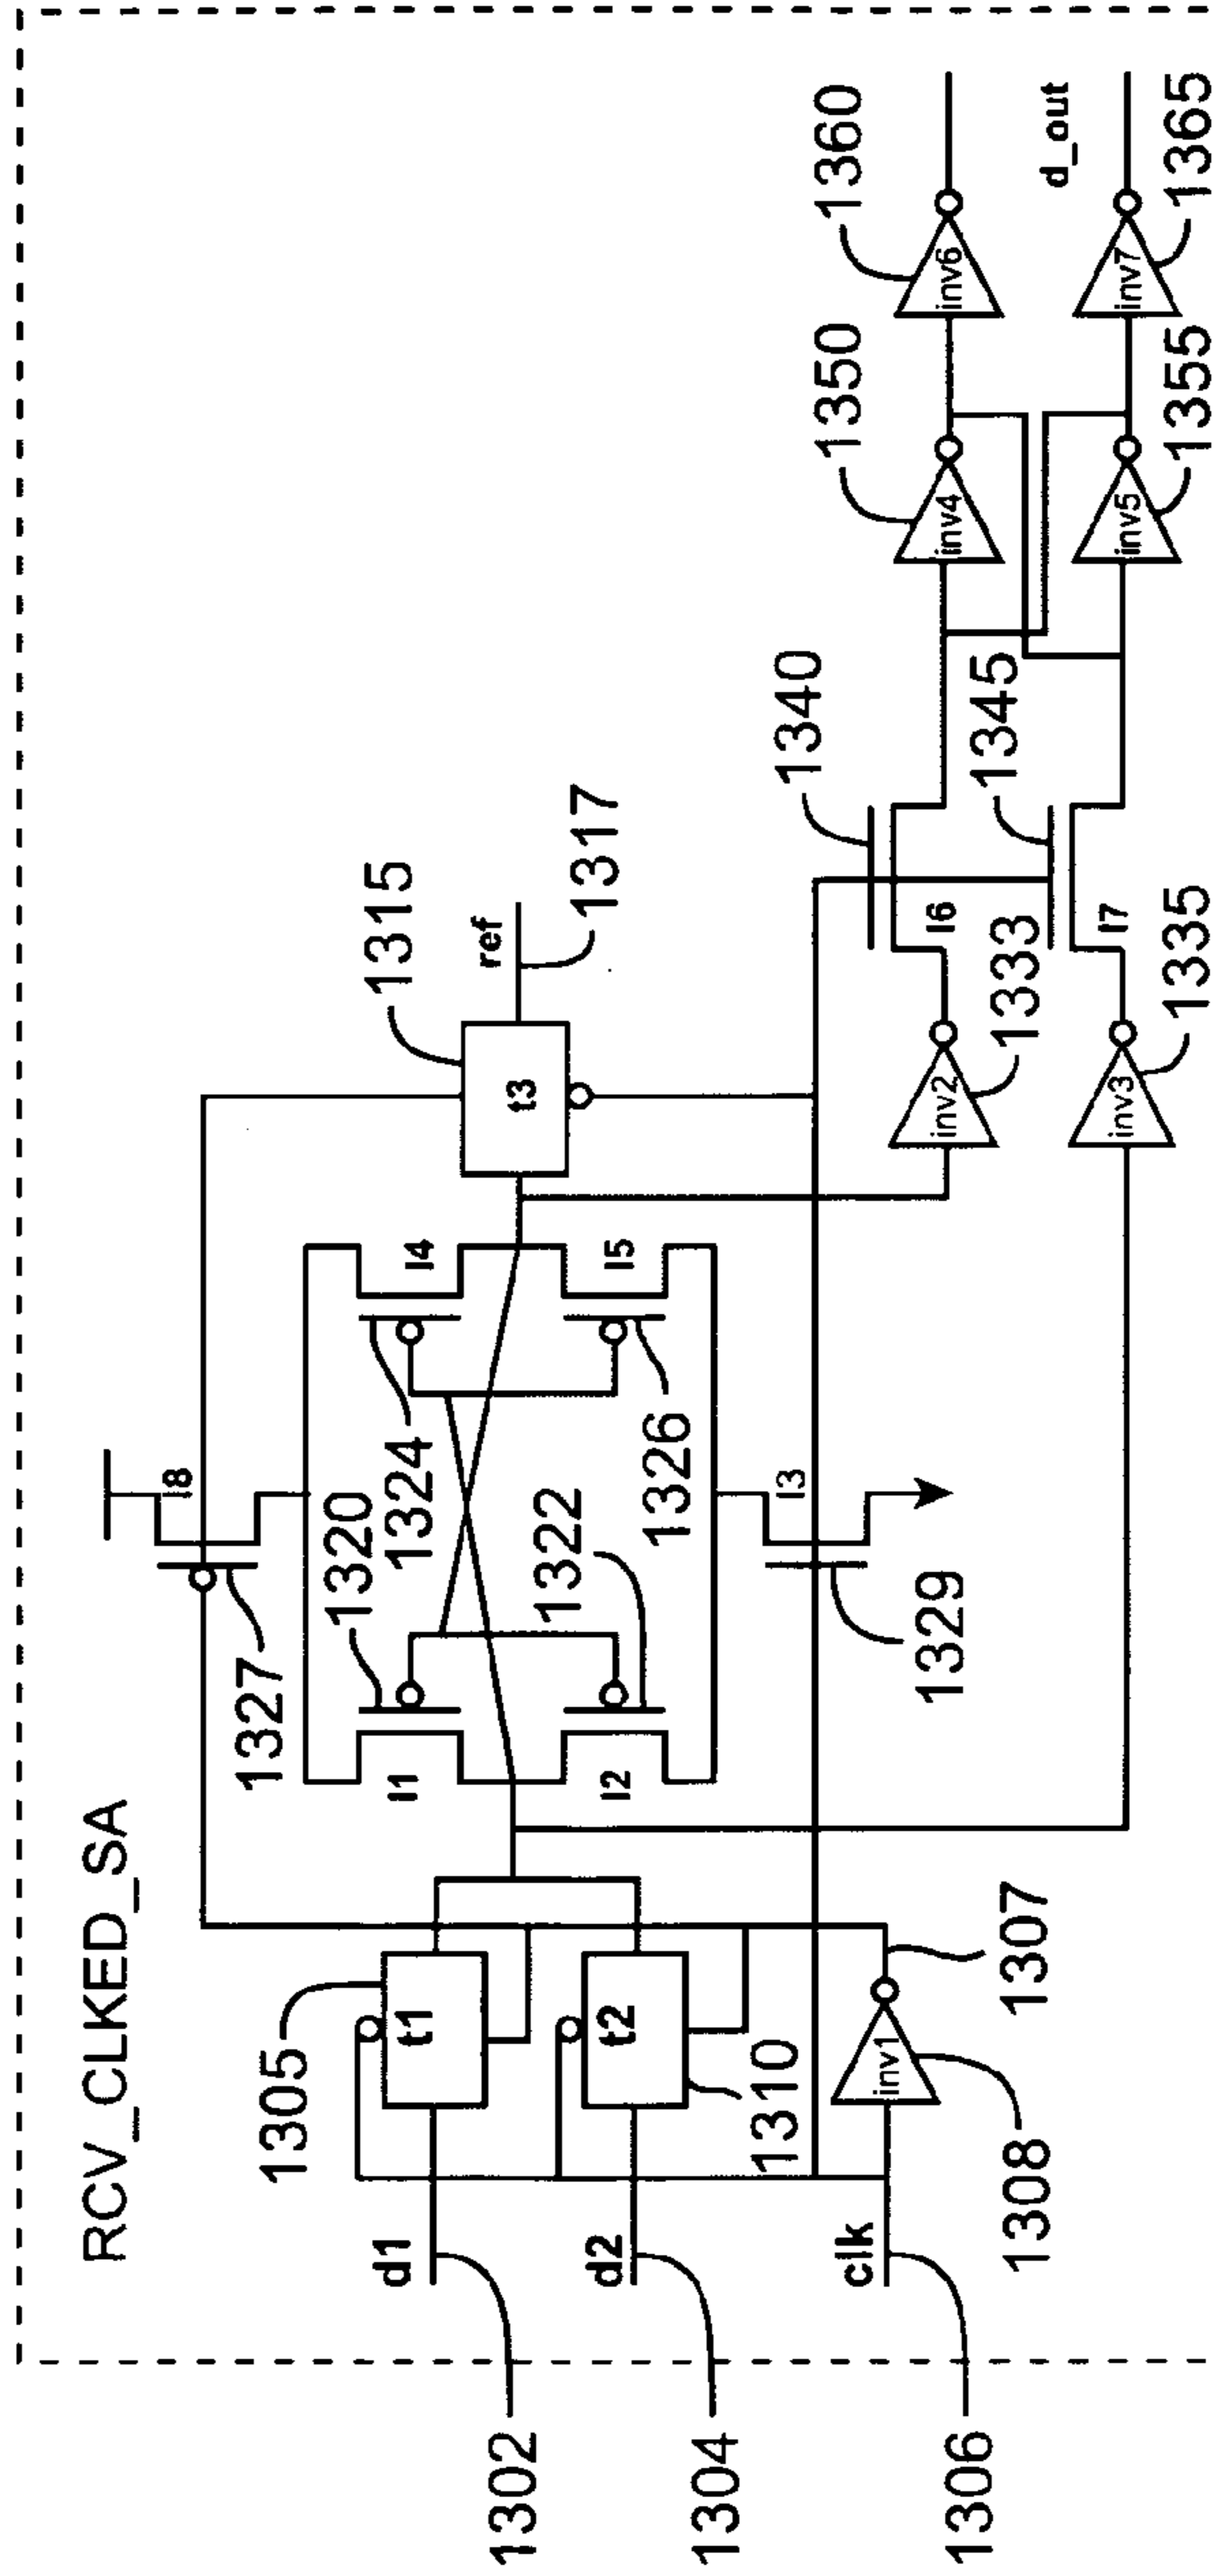 RCV_CLKED_SA
1302
d1
1305
t1
1304
d2
t2
1310
1306
clk
inv1
1308
1307
1327
I8
1320
I1
1322
I2
1324
I4
1326
I5
1329
I3
1315
t3
ref
1317
inv2
1333
inv3
1335
1340
I6
1345
I7
1350
inv4
inv5
1355
1360
inv6
d_out
inv7
1365